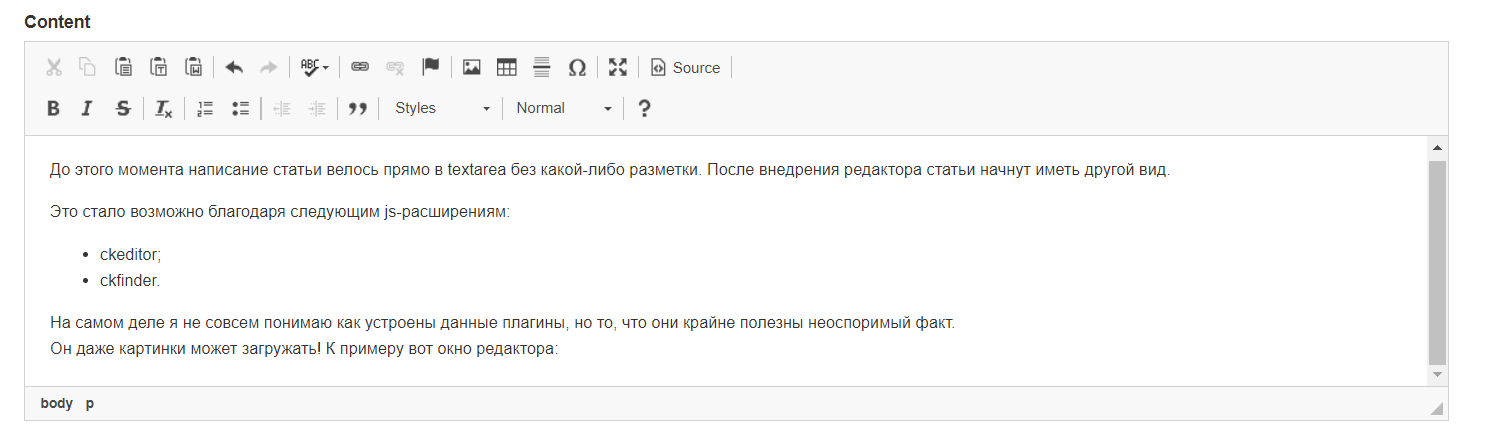 Content
ABC
Source
B I S Tx Styles Normal ?
До этого момента написание статьи велось прямо в textarea без какой-либо разметки. После внедрения редактора статьи начнут иметь другой вид.
Это стало возможно благодаря следующим js-расширениям:
• ckeditor;
• ckfinder.
На самом деле я не совсем понимаю как устроены данные плагины, но то, что они крайне полезны неоспоримый факт.
Он даже картинки может загружать! К примеру вот окно редактора:
body p